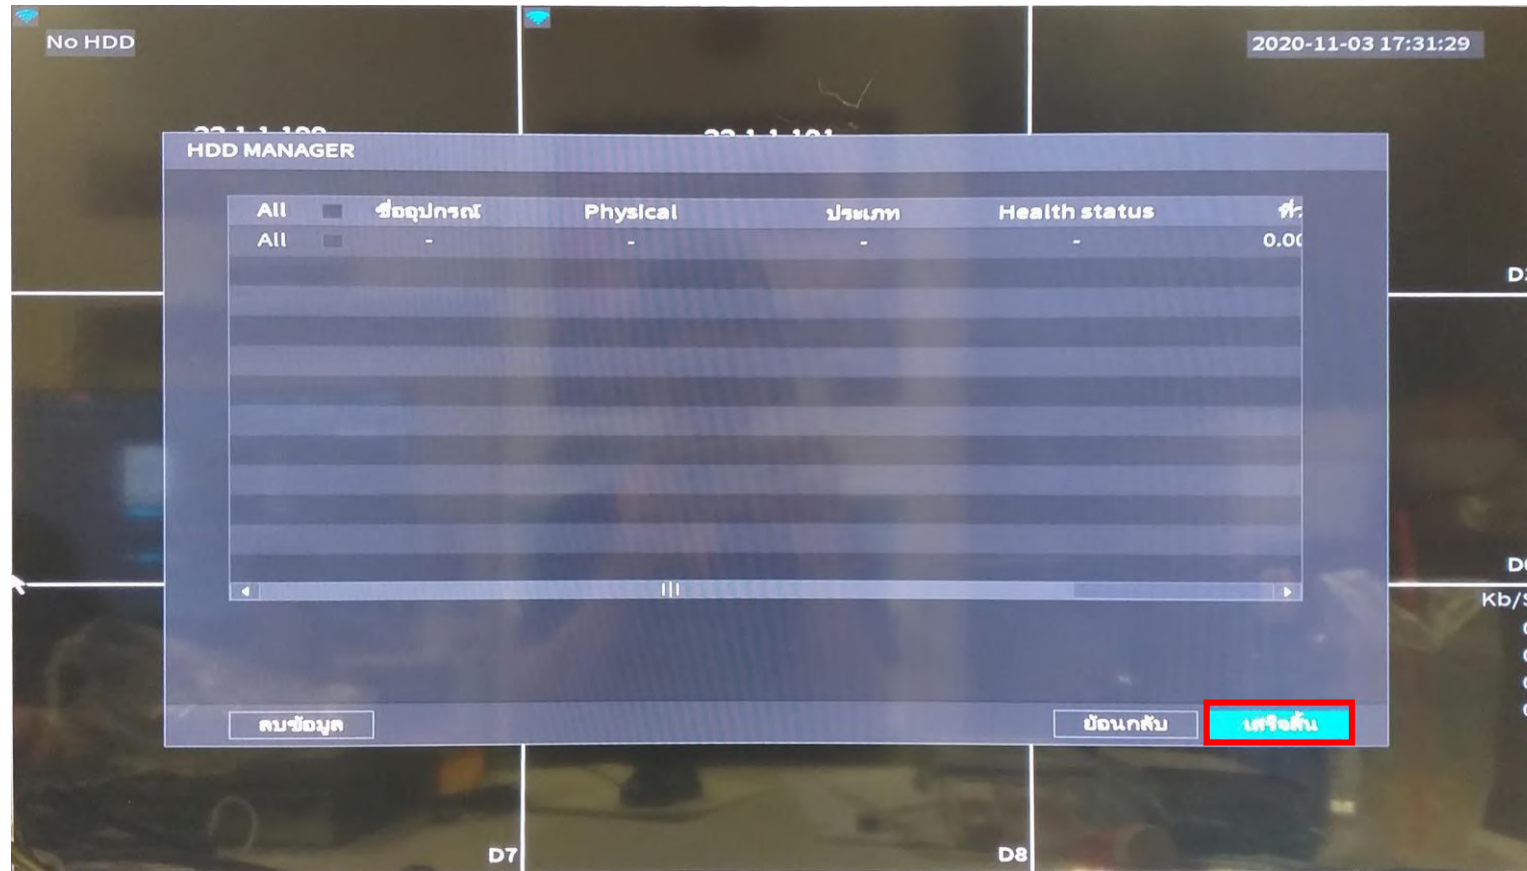 No HDD
2020-11-03 17:31:29
HDD MANAGER
All ชื่ออุปกรณ์ Physical ประเภท Health status
All - - - - 0.00
D7
D8
Kb/S
ลบข้อมูล ย้อนกลับ เสร็จสิ้น